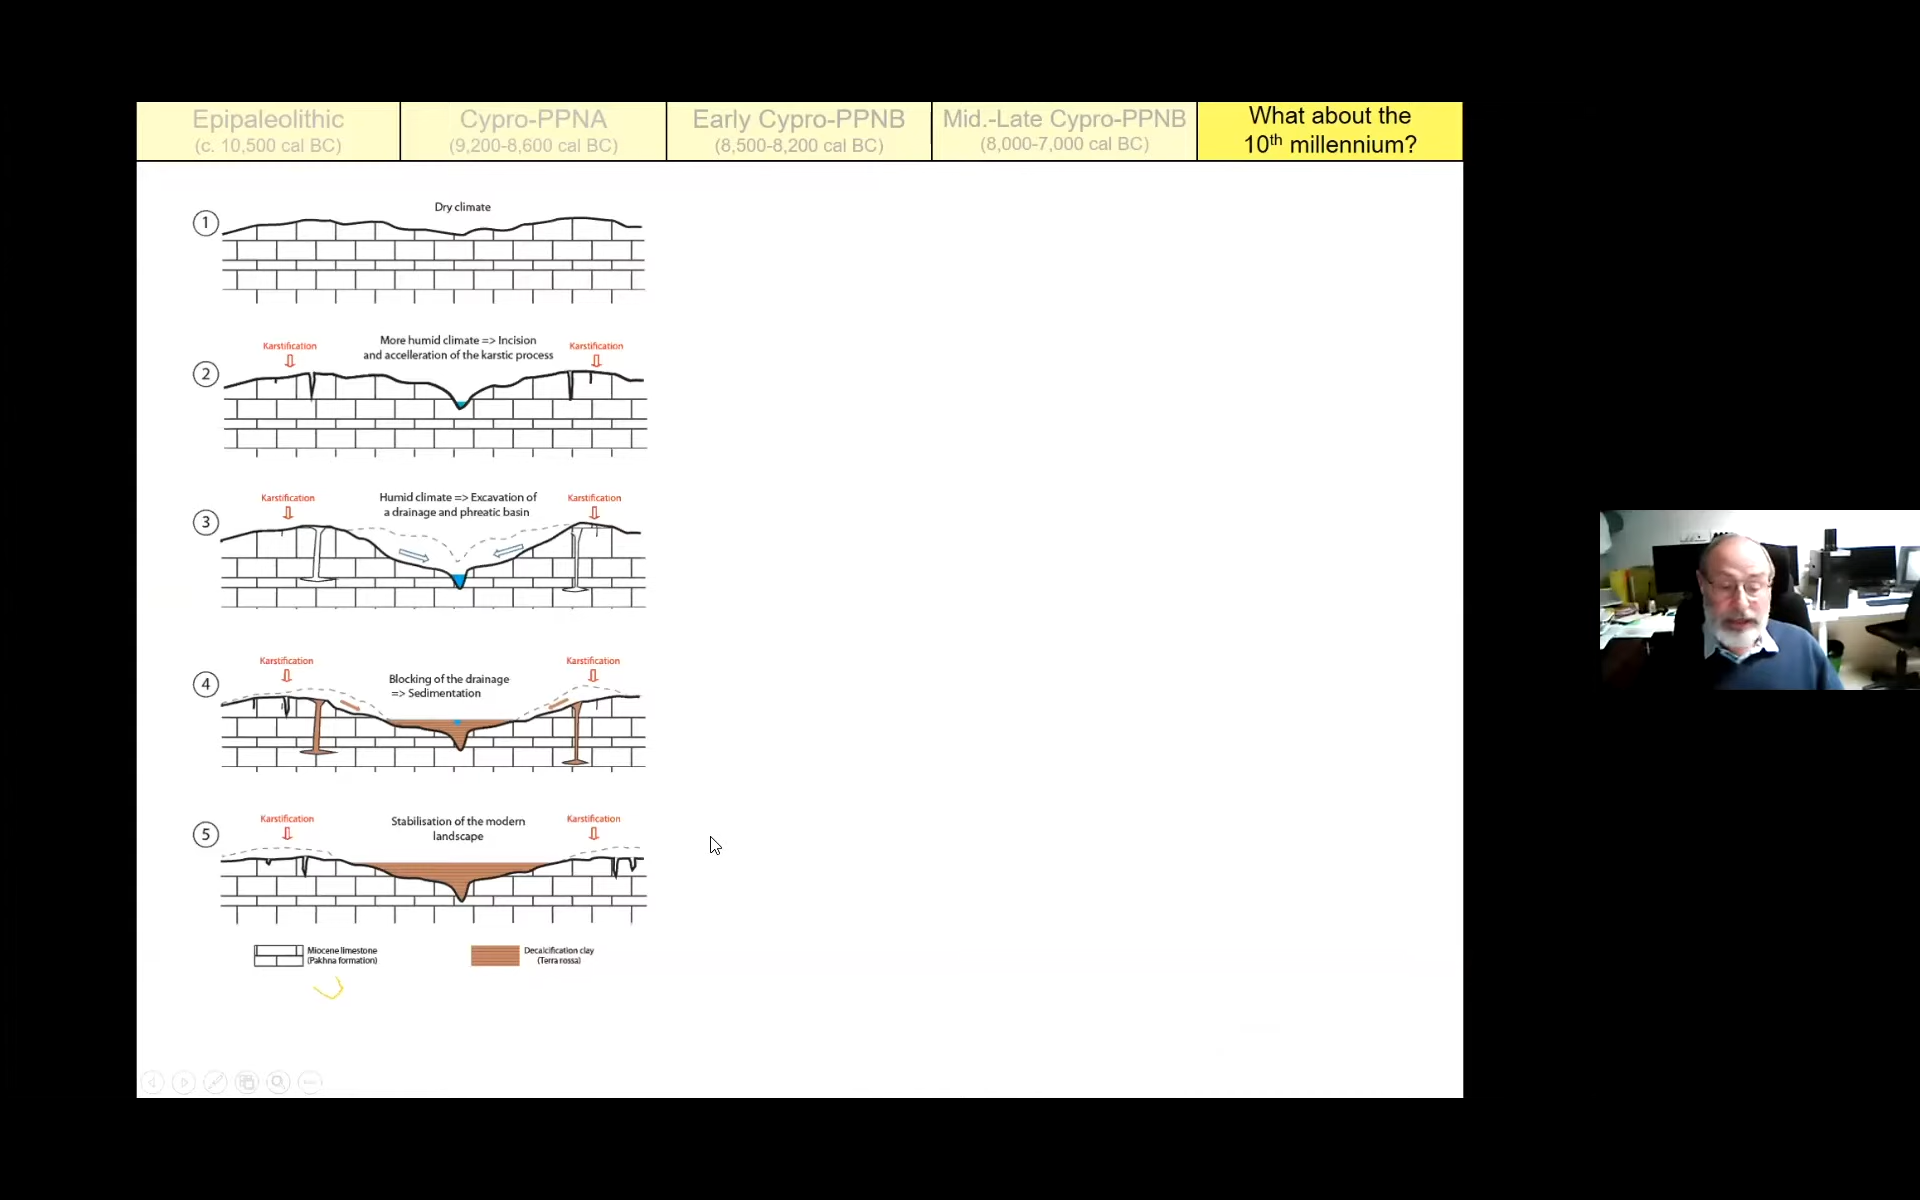 Epipaleolithic
(c. 10,500 cal BC)
Cypro-PPNA
(9,200-8,600 cal BC)
Early Cypro-PPNB
(8,500-8,200 cal BC)
Mid.-Late Cypro-PPNB
(8,000-7,000 cal BC)
What about the
10th millennium?
1
Dry climate
2
Karstification
More humid climate => Incision
and accelleration of the karstic process
Karstification
3
Karstification
Humid climate => Excavation of
a drainage and phreatic basin
Karstification
4
Karstification
Blocking of the drainage
=> Sedimentation
Karstification
5
Karstification
Stabilisation of the modern
landscape
Karstification
Miocene limestone
(Pakhna formation)
Decalcification clay
(Terra rossa)